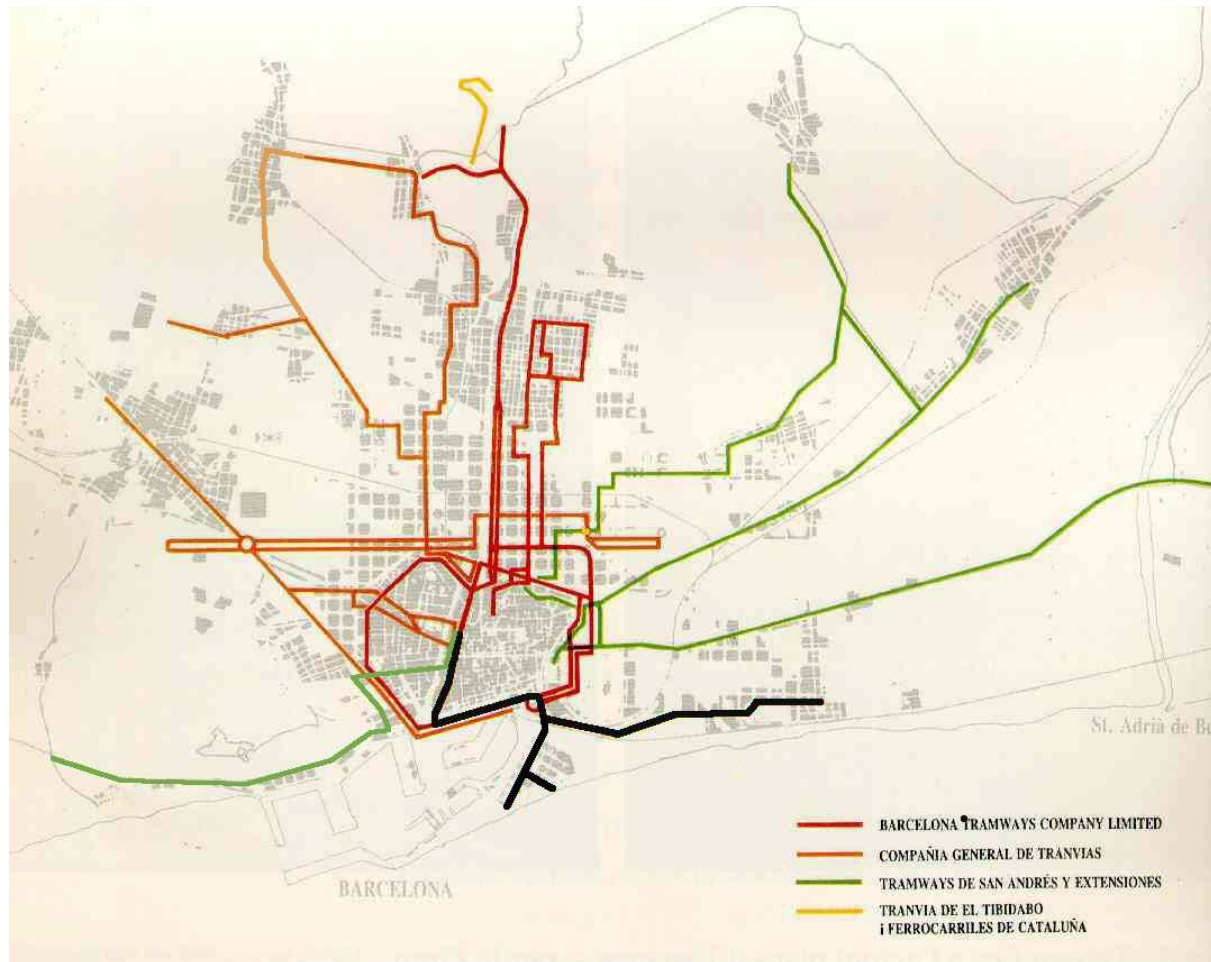 St. Adrià de B
BARCELONA
BARCELONA TRAMWAYS COMPANY LIMITED
COMPAÑIA GENERAL DE TRANVIAS
TRAMWAYS DE SAN ANDRÉS Y EXTENSIONES
TRANVIA DE EL TIBIDABO
i FERROCARRILES DE CATALUÑA